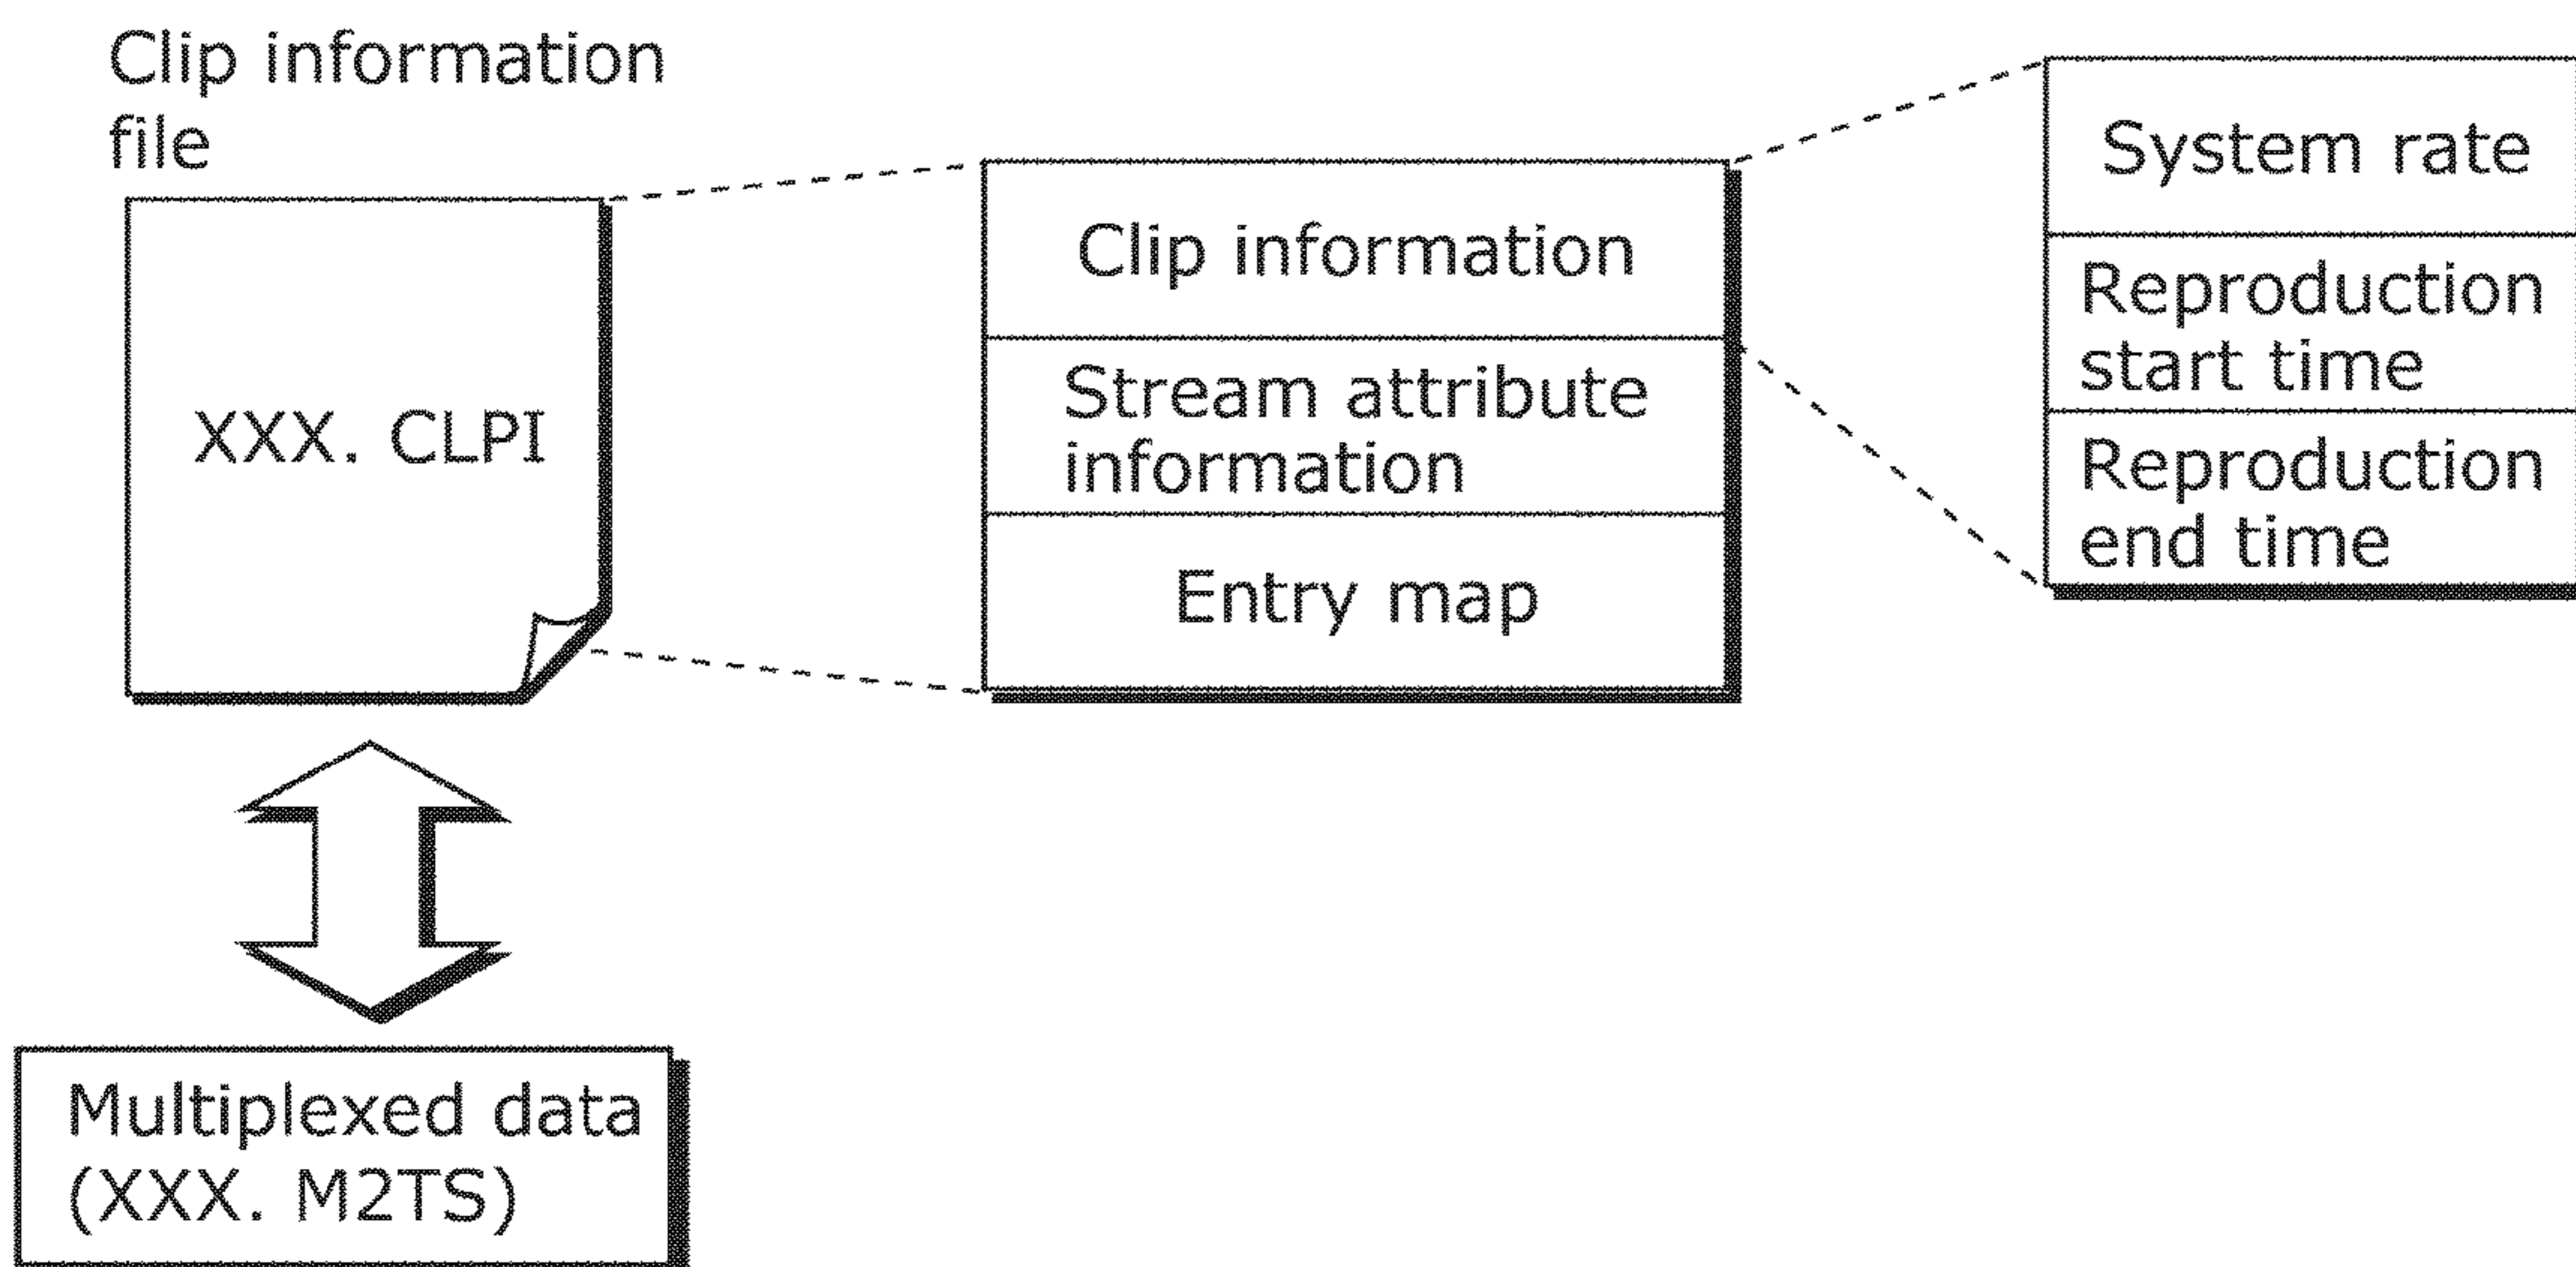 Clip information
file
XXX. CLPI
Clip information
Stream attribute
information
Entry map
System rate
Reproduction
start time
Reproduction
end time
Multiplexed data
(XXX. M2TS)